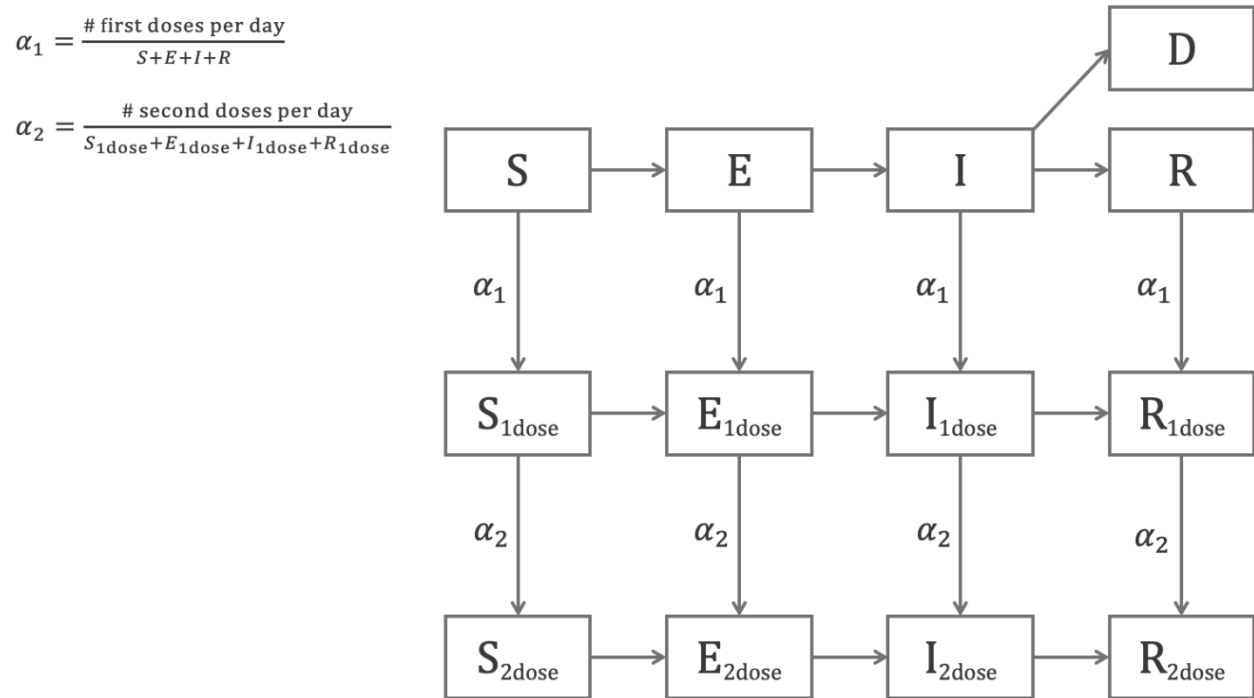 α₁ = # first doses per day / S+E+I+R
α₂ = # second doses per day / S₁dose+E₁dose+I₁dose+R₁dose
D
S E I R
α₁ α₁ α₁ α₁
S₁dose E₁dose I₁dose R₁dose
α₂ α₂ α₂ α₂
S₂dose E₂dose I₂dose R₂dose